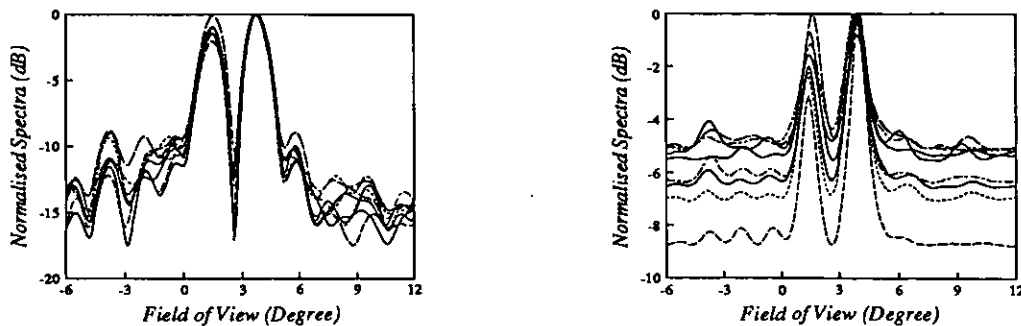 0
-5
-10
-15
-20
Normalised Spectra (dB)
-6 -3 0 3 6 9 12
Field of View (Degree)
0
-2
-4
-6
-8
-10
Normalised Spectra (dB)
-6 -3 0 3 6 9 12
Field of View (Degree)